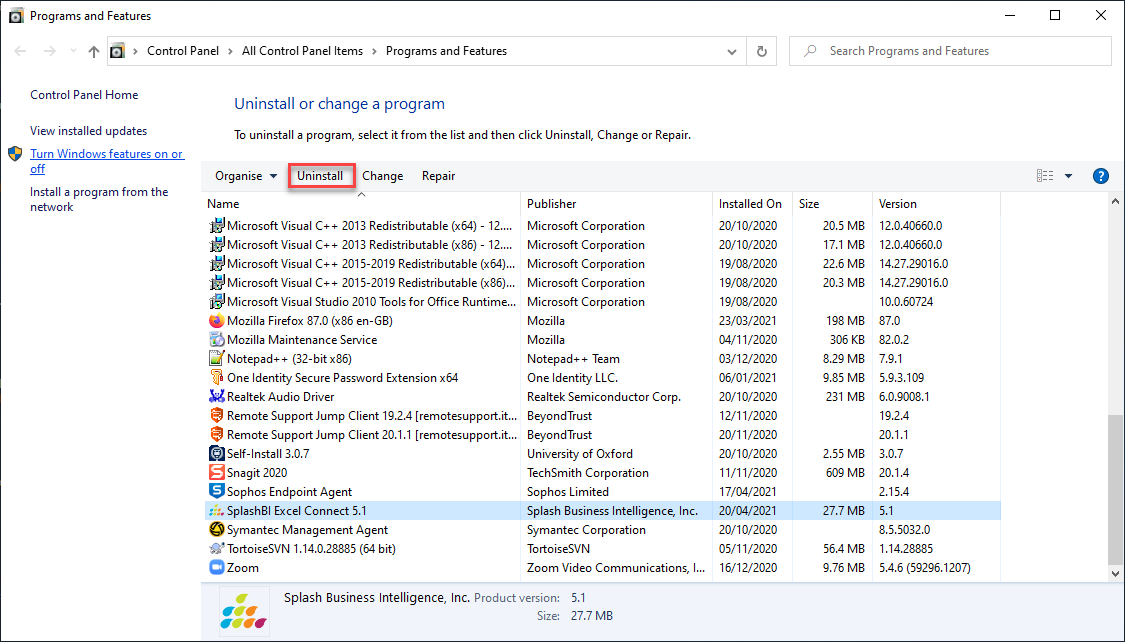 Programs and Features
Control Panel > All Control Panel Items > Programs and Features
Search Programs and Features
Control Panel Home
View installed updates
Turn Windows features on or
off
Install a program from the
network
Uninstall or change a program
To uninstall a program, select it from the list and then click Uninstall, Change or Repair.
Organise Uninstall Change Repair
Name Publisher Installed On Size Version
Microsoft Visual C++ 2013 Redistributable (x64) - 12.... Microsoft Corporation 20/10/2020 20.5 MB 12.0.40660.0
Microsoft Visual C++ 2013 Redistributable (x86) - 12.... Microsoft Corporation 20/10/2020 17.1 MB 12.0.40660.0
Microsoft Visual C++ 2015-2019 Redistributable (x64)... Microsoft Corporation 19/08/2020 22.6 MB 14.27.29016.0
Microsoft Visual C++ 2015-2019 Redistributable (x86)... Microsoft Corporation 19/08/2020 20.3 MB 14.27.29016.0
Microsoft Visual Studio 2010 Tools for Office Runtime... Microsoft Corporation 19/08/2020 10.0.60724
Mozilla Firefox 87.0 (x86 en-GB) Mozilla 23/03/2021 198 MB 87.0
Mozilla Maintenance Service Mozilla 04/11/2020 306 KB 82.0.2
Notepad++ (32-bit x86) Notepad++ Team 03/12/2020 8.29 MB 7.9.1
One Identity Secure Password Extension x64 One Identity LLC. 06/01/2021 9.85 MB 5.9.3.109
Realtek Audio Driver Realtek Semiconductor Corp. 20/10/2020 231 MB 6.0.9008.1
Remote Support Jump Client 19.2.4 [remotesupport.it... BeyondTrust 12/11/2020 19.2.4
Remote Support Jump Client 20.1.1 [remotesupport.it... BeyondTrust 20/11/2020 20.1.1
Self-Install 3.0.7 University of Oxford 20/10/2020 2.55 MB 3.0.7
Snagit 2020 TechSmith Corporation 11/11/2020 609 MB 20.1.4
Sophos Endpoint Agent Sophos Limited 17/04/2021 2.15.4
SplashBI Excel Connect 5.1 Splash Business Intelligence, Inc. 20/04/2021 27.7 MB 5.1
Symantec Management Agent Symantec Corporation 20/10/2020 8.5.5032.0
TortoiseSVN 1.14.0.28885 (64 bit) TortoiseSVN 05/11/2020 56.4 MB 1.14.28885
Zoom Zoom Video Communications, I... 16/12/2020 9.76 MB 5.4.6 (59296.1207)
Splash Business Intelligence, Inc. Product version: 5.1
Size: 27.7 MB